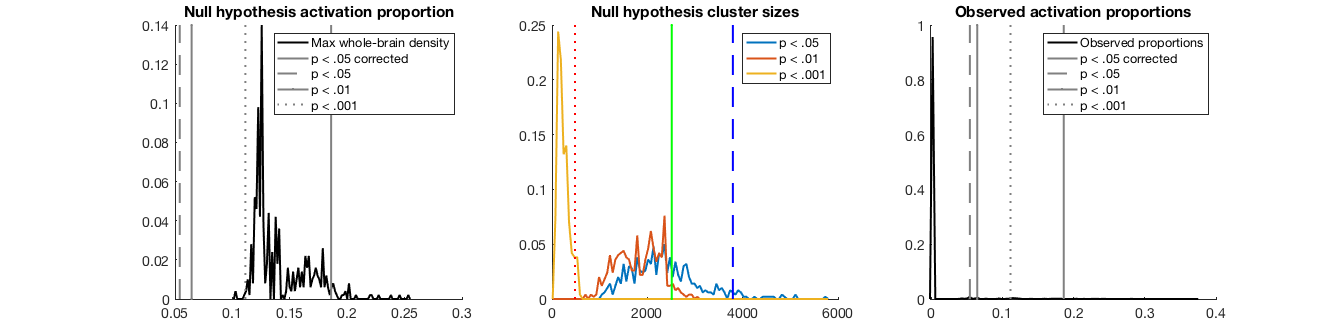 Null hypothesis activation proportion
0.14
0.12
0.1
0.08
0.06
0.04
0.02
0
0.05
0.1
0.15
0.2
0.25
0.3
Max whole-brain density
p < .05 corrected
p < .05
p < .01
p < .001
Null hypothesis cluster sizes
0.25
0.2
0.15
0.1
0.05
0
0
2000
4000
6000
p < .05
p < .01
p < .001
Observed activation proportions
1
0.8
0.6
0.4
0.2
0
0
0.1
0.2
0.3
0.4
Observed proportions
p < .05 corrected
p < .05
p < .01
p < .001